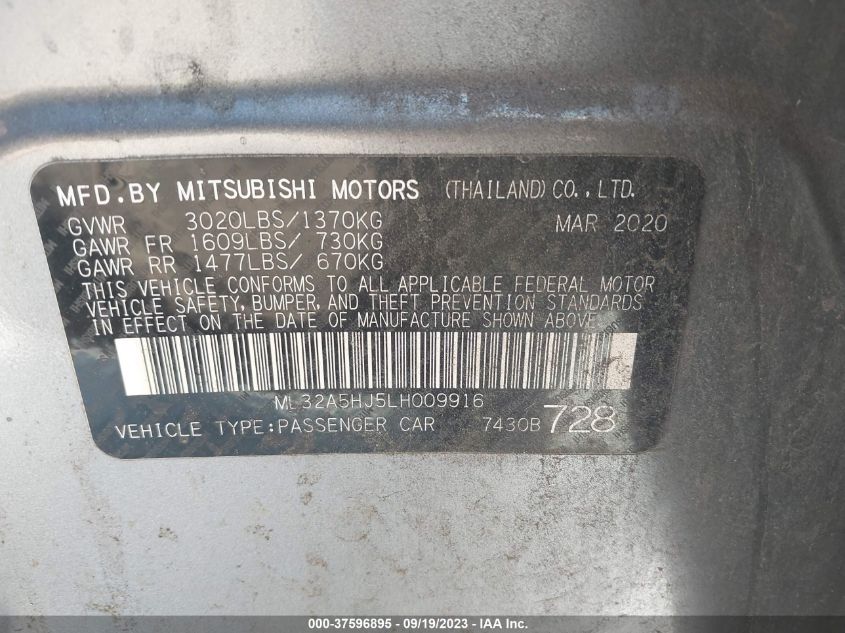 MFD.BY MITSUBISHI MOTORS (THAILAND) CO., LTD.
GVWR 3020LBS/1370KG MAR 2020
GAWR FR 1609LBS/ 730KG
GAWR RR 1477LBS/ 670KG
THIS VEHICLE CONFORMS TO ALL APPLICABLE FEDERAL MOTOR
VEHICLE SAFETY, BUMPER, AND THEFT PREVENTION STANDARDS
IN EFFECT ON THE DATE OF MANUFACTURE SHOWN ABOVE.
ML32A5HJ5LH009916
VEHICLE TYPE:PASSENGER CAR 7430B 728
000-37596895 - 09/19/2023 - IAA Inc.